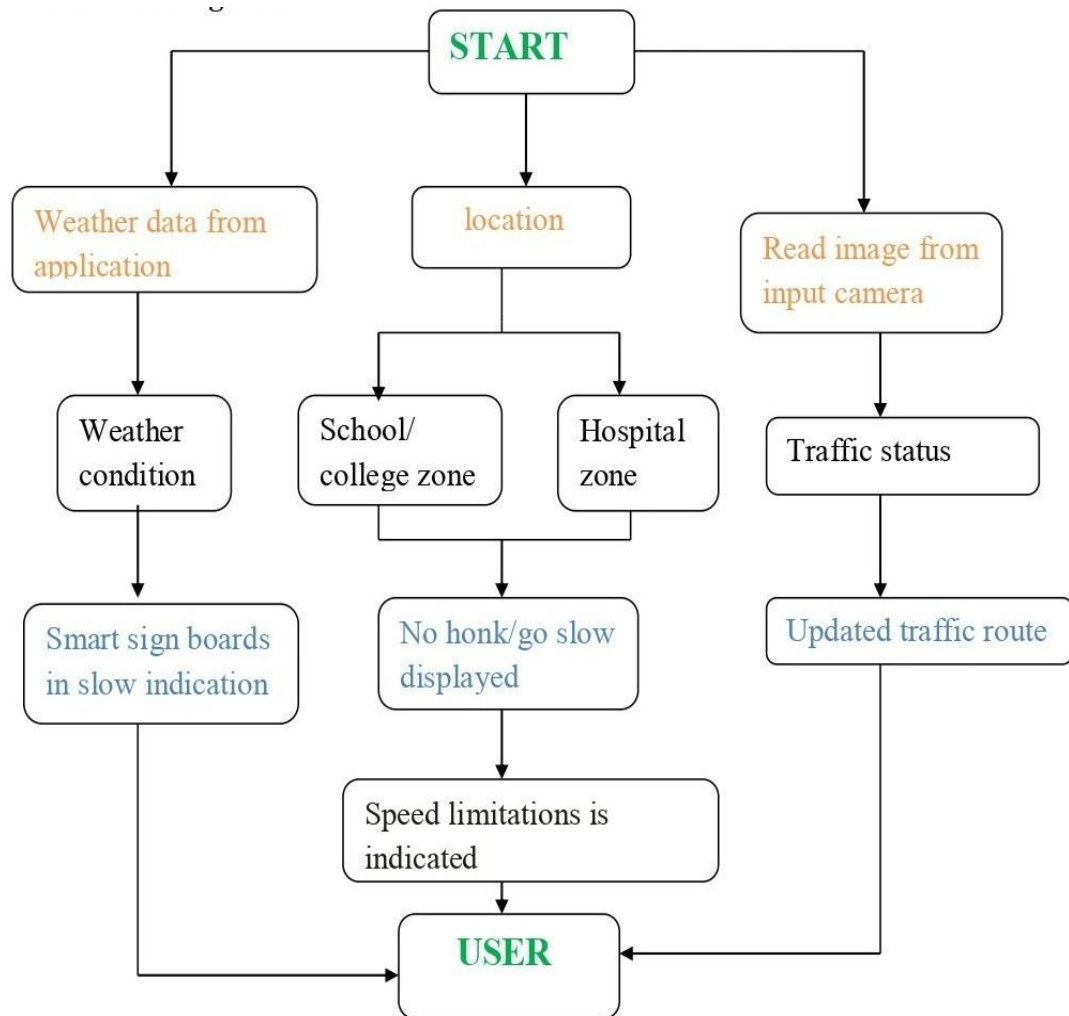 START
Weather data from
application
location
Read image from
input camera
Weather
condition
School/
college zone
Hospital
zone
Traffic status
Smart sign boards
in slow indication
No honk/go slow
displayed
Updated traffic route
Speed limitations is
indicated
USER